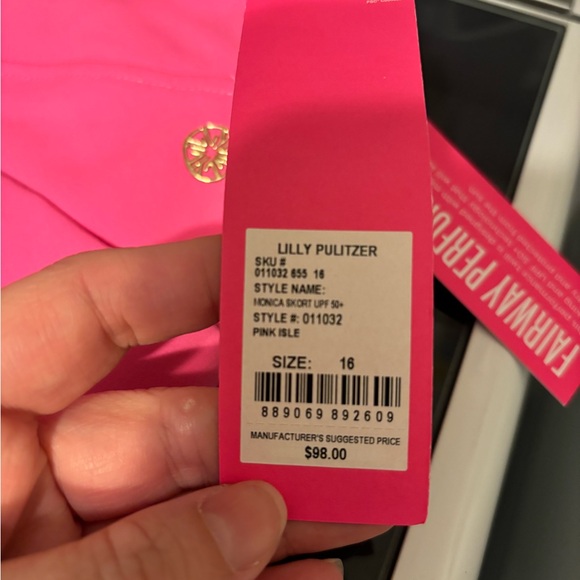 LILLY PULITZER
SKU #
011032 655 16
STYLE NAME:
MONICA SKORT UPF 50+
STYLE #: 011032
PINK ISLE
SIZE: 16
889069 892609
MANUFACTURER'S SUGGESTED PRICE
$98.00
FAIRWAY